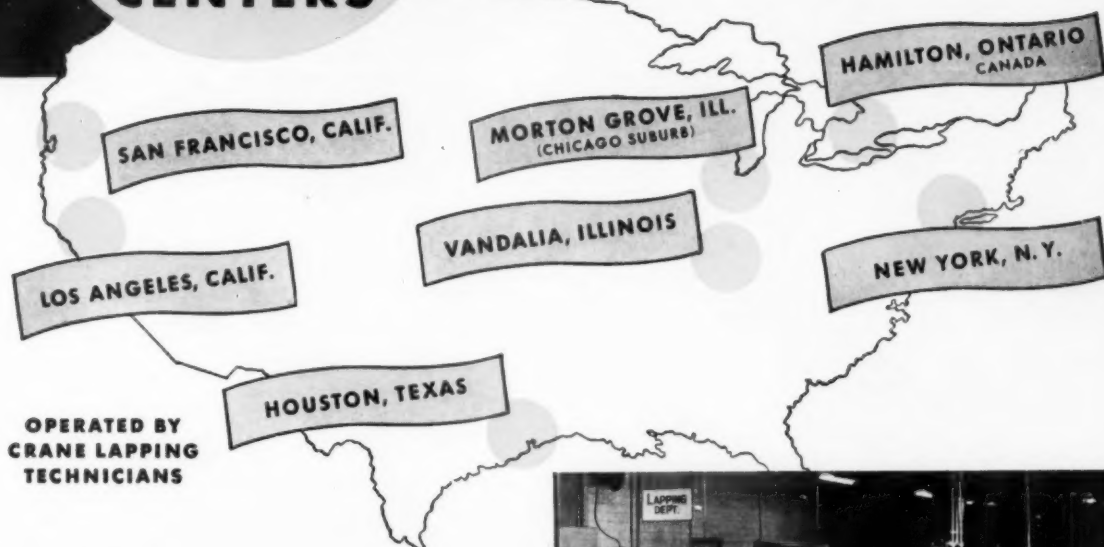 CENTERS
HAMILTON, ONTARIO
CANADA
SAN FRANCISCO, CALIF.
MORTON GROVE, ILL.
(CHICAGO SUBURB)
VANDALIA, ILLINOIS
NEW YORK, N.Y.
LOS ANGELES, CALIF.
HOUSTON, TEXAS
OPERATED BY
CRANE LAPPING
TECHNICIANS
LAPPING
DEPT.